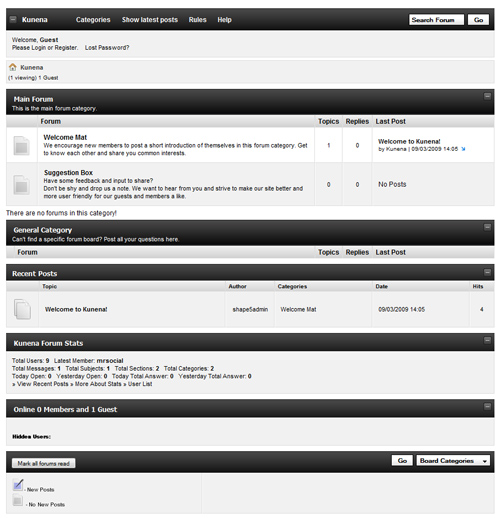 Kunena Categories Show latest posts Rules Help Search Forum Go
Welcome, Guest
Please Login or Register. Lost Password?
Kunena
(1 viewing) 1 Guest
Main Forum
This is the main forum category.
Forum Topics Replies Last Post
Welcome Mat
We encourage new members to post a short introduction of themselves in this forum category. Get
to know each other and share you common interests.
1 0
Welcome to Kunena!
by Kunena | 09/03/2009 14:05
Suggestion Box
Have some feedback and input to share?
Don't be shy and drop us a note. We want to hear from you and strive to make our site better and
more user friendly for our guests and members a like.
0 0 No Posts
There are no forums in this category!
General Category
Can't find a specific forum board? Post all your questions here.
Forum Topics Replies Last Post
Recent Posts
Topic Author Categories Date Hits
Welcome to Kunena! shape5admin Welcome Mat 09/03/2009 14:05 4
Kunena Forum Stats
Total Users: 9 Latest Member: mrsocial
Total Messages: 1 Total Subjects: 1 Total Sections: 2 Total Categories: 2
Today Open: 0 Yesterday Open: 0 Today Total Answer: 0 Yesterday Total Answer: 0
» View Recent Posts » More About Stats » User List
Online 0 Members and 1 Guest
Hidden Users:
Mark all forums read Go Board Categories
- New Posts
- No New Posts